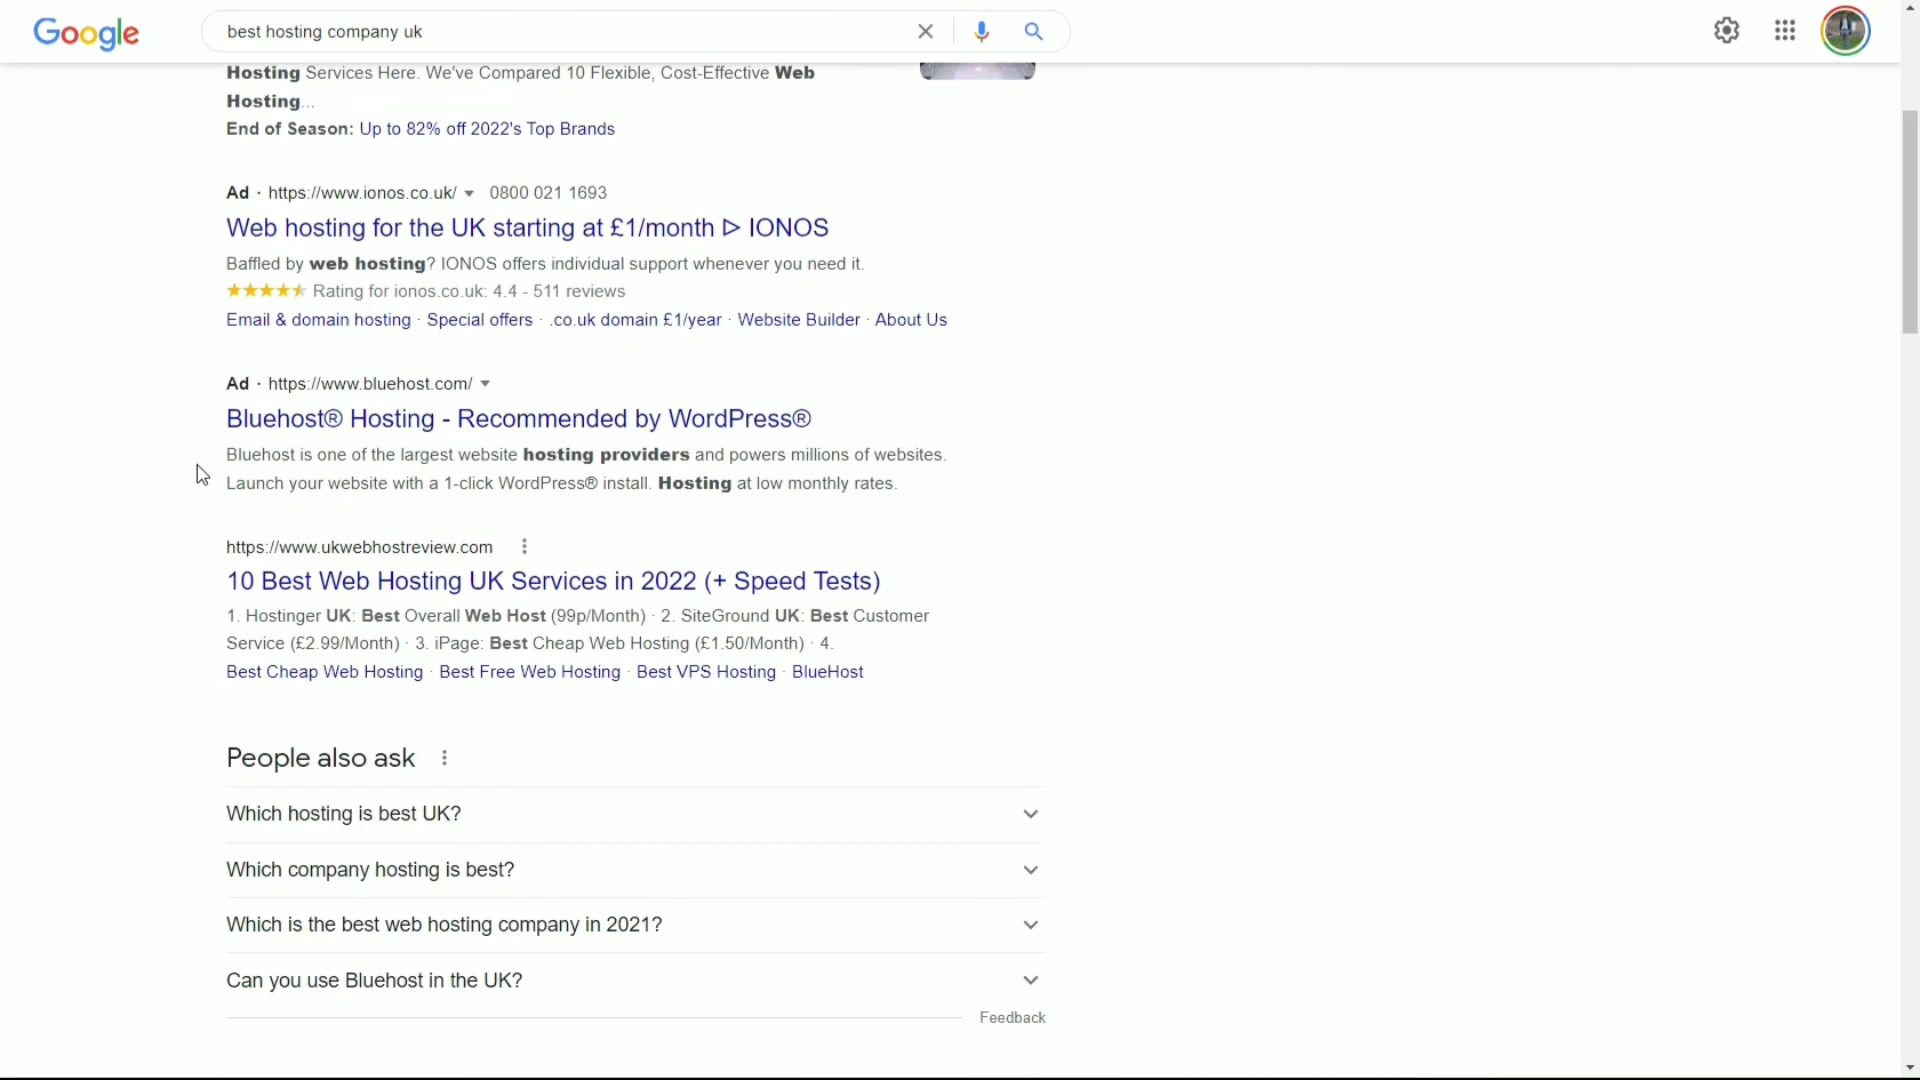 Google
best hosting company uk
Hosting Services Here. We've Compared 10 Flexible, Cost-Effective Web
Hosting...
End of Season: Up to 82% off 2022's Top Brands
Ad · https://www.ionos.co.uk/ 0800 021 1693
Web hosting for the UK starting at £1/month ᐅ IONOS
Baffled by web hosting? IONOS offers individual support whenever you need it.
Rating for ionos.co.uk: 4.4 - 511 reviews
Email & domain hosting · Special offers · .co.uk domain £1/year · Website Builder · About Us
Ad · https://www.bluehost.com/
Bluehost® Hosting - Recommended by WordPress®
Bluehost is one of the largest website hosting providers and powers millions of websites.
Launch your website with a 1-click WordPress® install. Hosting at low monthly rates.
https://www.ukwebhostreview.com
10 Best Web Hosting UK Services in 2022 (+ Speed Tests)
1. Hostinger UK: Best Overall Web Host (99p/Month) · 2. SiteGround UK: Best Customer
Service (£2.99/Month) · 3. iPage: Best Cheap Web Hosting (£1.50/Month) · 4.
Best Cheap Web Hosting · Best Free Web Hosting · Best VPS Hosting · BlueHost
People also ask
Which hosting is best UK?
Which company hosting is best?
Which is the best web hosting company in 2021?
Can you use Bluehost in the UK?
Feedback